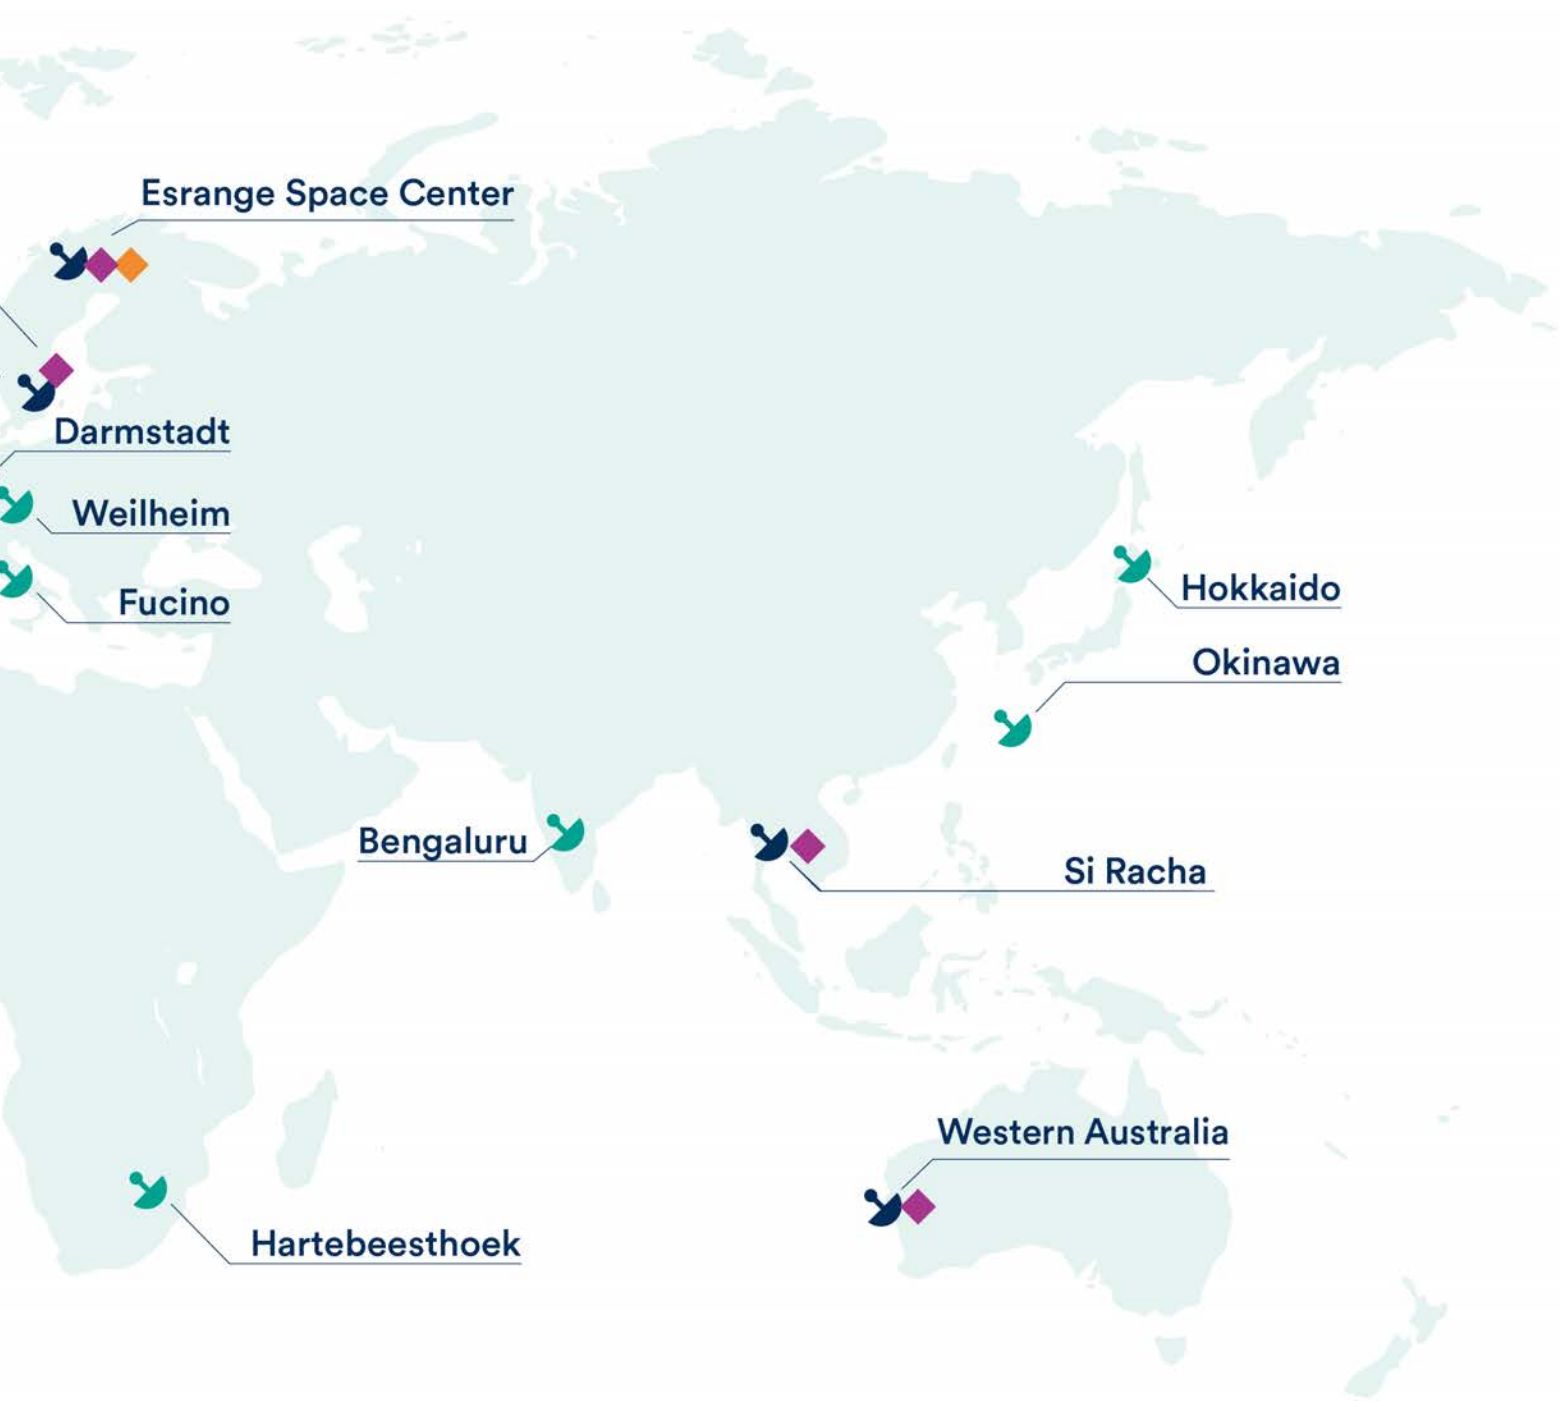 Esrange Space Center
Darmstadt
Weilheim
Fucino
Hokkaido
Okinawa
Bengaluru
Si Racha
Western Australia
Hartebeesthoek